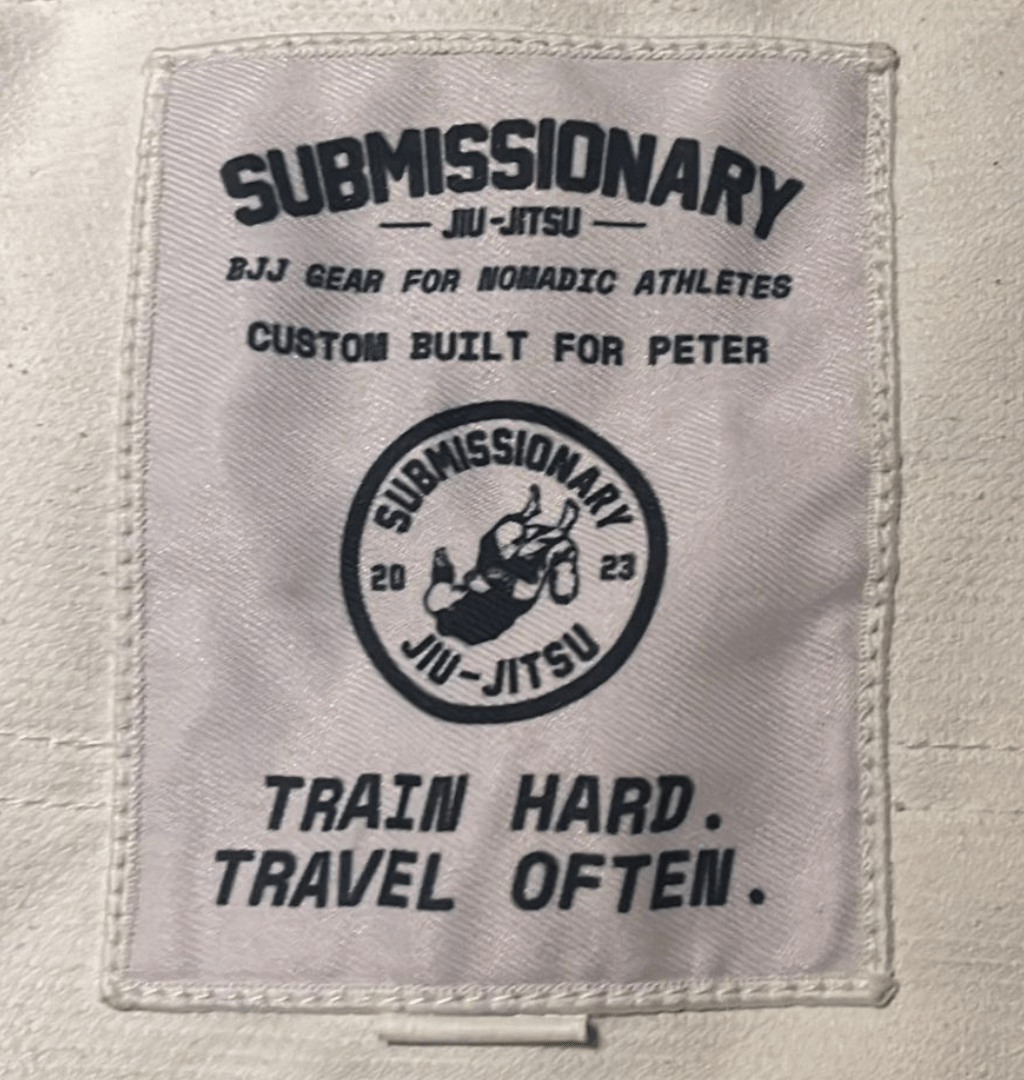 SUBMISSIONARY
— JIU-JITSU —
BJJ GEAR FOR NOMADIC ATHLETES
CUSTOM BUILT FOR PETER
SUBMISSIONARY
20 23
JIU-JITSU
TRAIN HARD.
TRAVEL OFTEN.